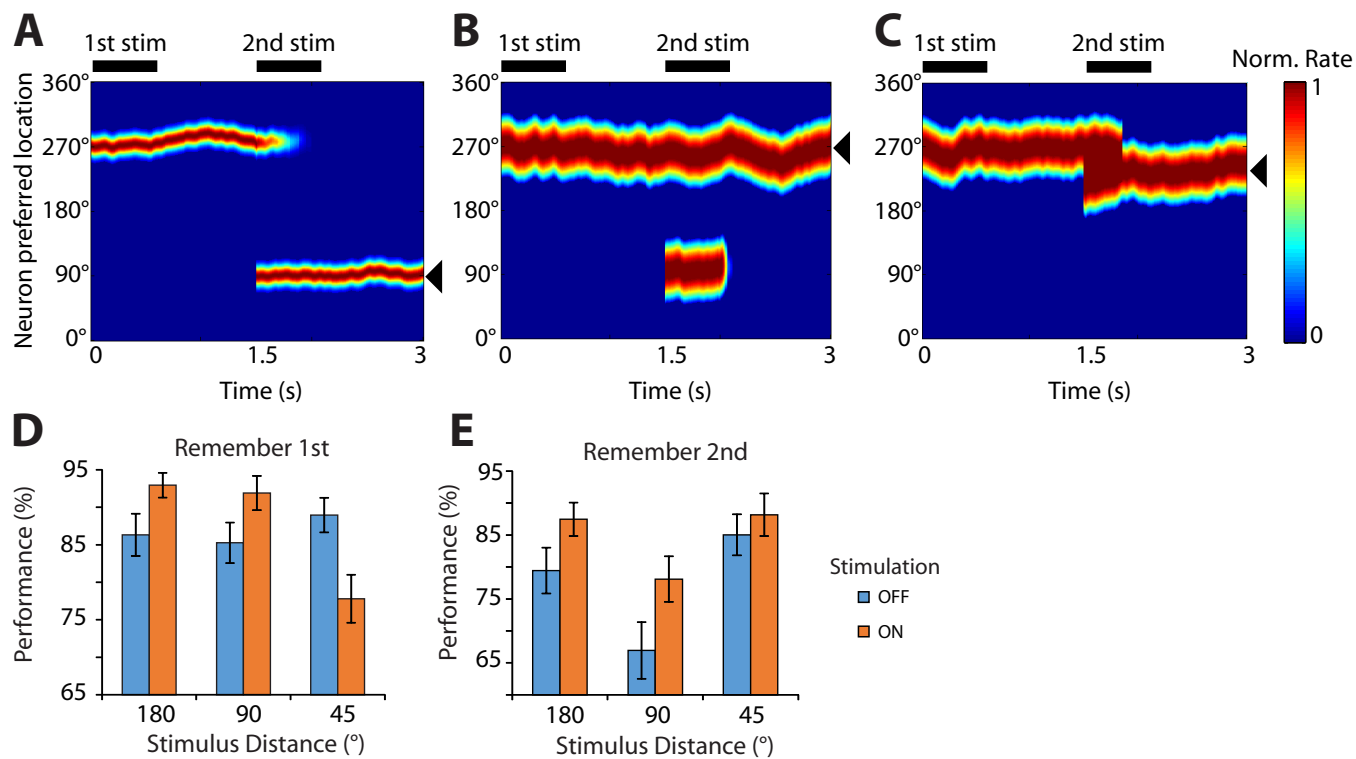 A
B
C
1st stim 2nd stim
1st stim 2nd stim
1st stim 2nd stim
Norm. Rate
1
0
Neuron preferred location
360°
270°
180°
90°
0°
0 1.5 3
Time (s)
360°
270°
180°
90°
0°
0 1.5 3
Time (s)
360°
270°
180°
90°
0°
0 1.5 3
Time (s)
D
Remember 1st
Performance (%)
95
85
75
65
180 90 45
Stimulus Distance (°)
E
Remember 2nd
Performance (%)
95
85
75
65
180 90 45
Stimulus Distance (°)
Stimulation
OFF
ON